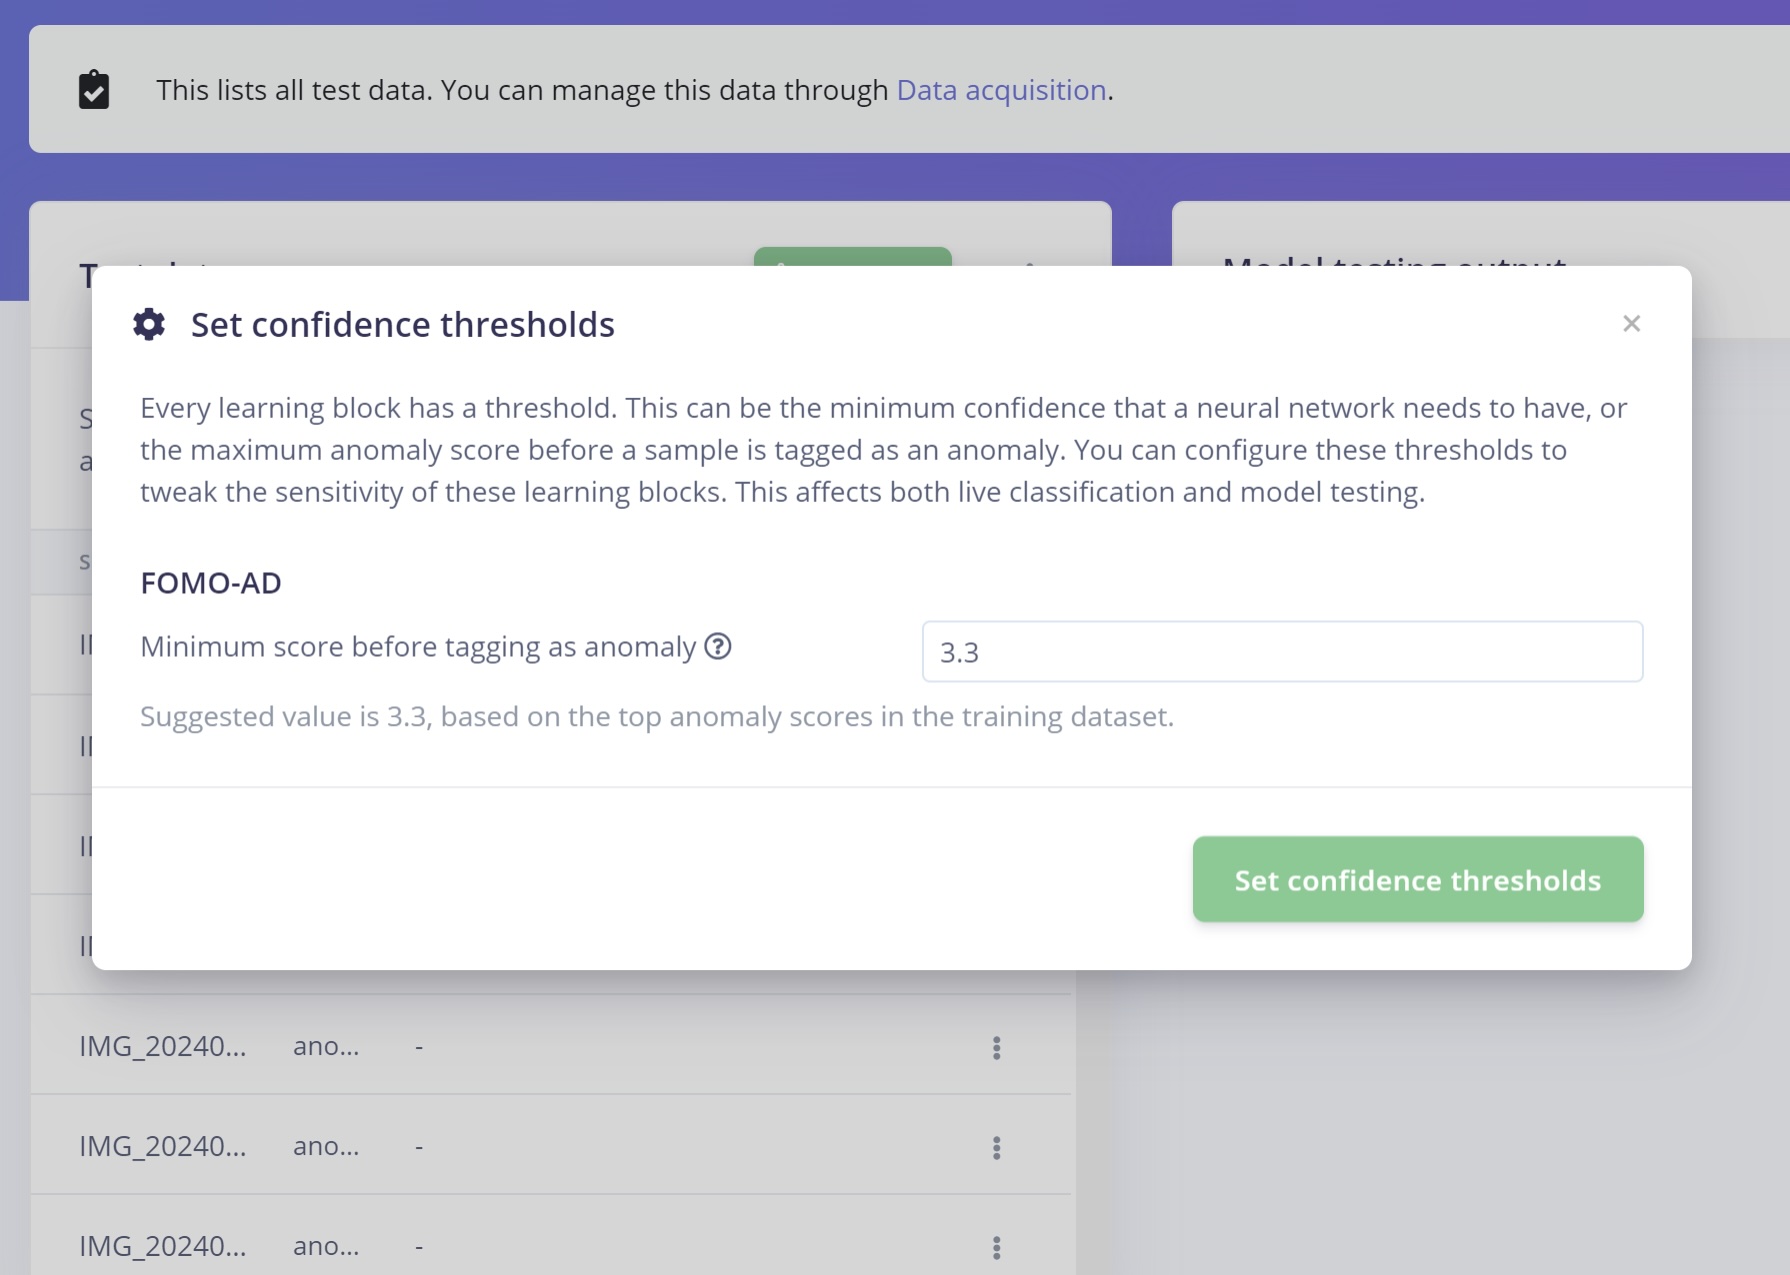 This lists all test data. You can manage this data through Data acquisition.
Model testing output
Set confidence thresholds
Every learning block has a threshold. This can be the minimum confidence that a neural network needs to have, or
the maximum anomaly score before a sample is tagged as an anomaly. You can configure these thresholds to
tweak the sensitivity of these learning blocks. This affects both live classification and model testing.
FOMO-AD
Minimum score before tagging as anomaly ?
3.3
Suggested value is 3.3, based on the top anomaly scores in the training dataset.
Set confidence thresholds
IMG_20240... ano... -
IMG_20240... ano... -
IMG_20240... ano... -